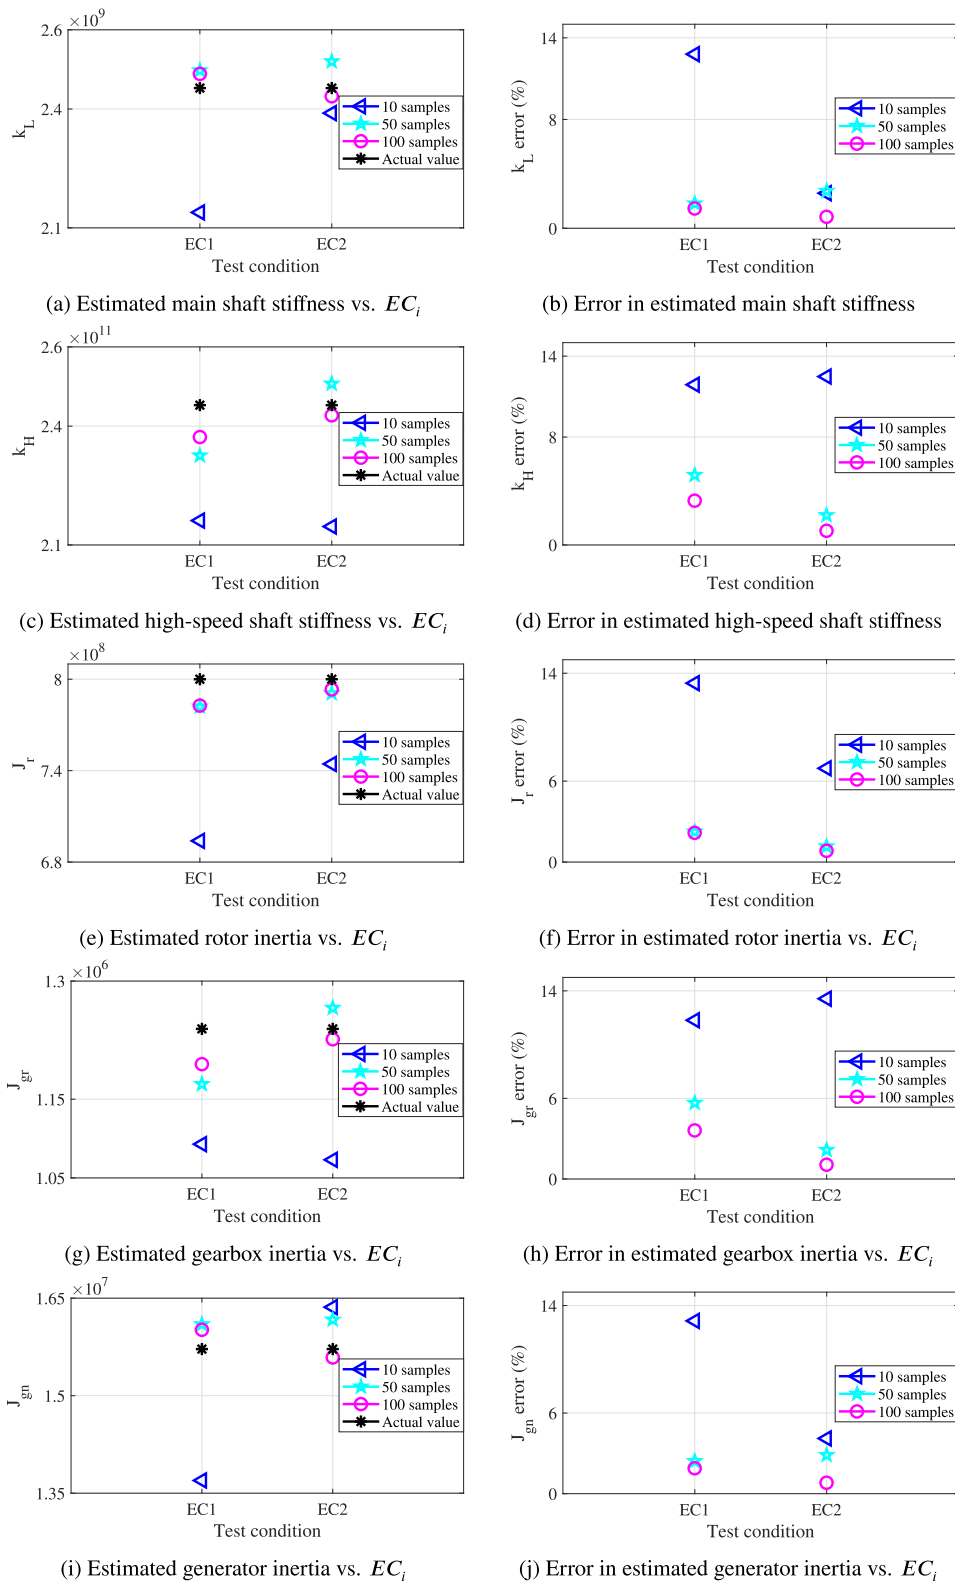 ×10^9
2.6
2.4
2.1
k_L
10 samples
50 samples
100 samples
Actual value
EC1 EC2
Test condition
(a) Estimated main shaft stiffness vs. EC_i
14
8
0
k_L error (%)
10 samples
50 samples
100 samples
EC1 EC2
Test condition
(b) Error in estimated main shaft stiffness
×10^11
2.6
2.4
2.1
k_H
10 samples
50 samples
100 samples
Actual value
EC1 EC2
Test condition
(c) Estimated high-speed shaft stiffness vs. EC_i
14
8
0
k_H error (%)
10 samples
50 samples
100 samples
EC1 EC2
Test condition
(d) Error in estimated high-speed shaft stiffness
×10^8
8
7.4
6.8
J_r
10 samples
50 samples
100 samples
Actual value
EC1 EC2
Test condition
(e) Estimated rotor inertia vs. EC_i
14
6
0
J_r error (%)
10 samples
50 samples
100 samples
EC1 EC2
Test condition
(f) Error in estimated rotor inertia vs. EC_i
×10^6
1.3
1.15
1.05
J_gr
10 samples
50 samples
100 samples
Actual value
EC1 EC2
Test condition
(g) Estimated gearbox inertia vs. EC_i
14
6
0
J_gr error (%)
10 samples
50 samples
100 samples
EC1 EC2
Test condition
(h) Error in estimated gearbox inertia vs. EC_i
×10^7
1.65
1.5
1.35
J_gn
10 samples
50 samples
100 samples
Actual value
EC1 EC2
Test condition
(i) Estimated generator inertia vs. EC_i
14
6
0
J_gn error (%)
10 samples
50 samples
100 samples
EC1 EC2
Test condition
(j) Error in estimated generator inertia vs. EC_i